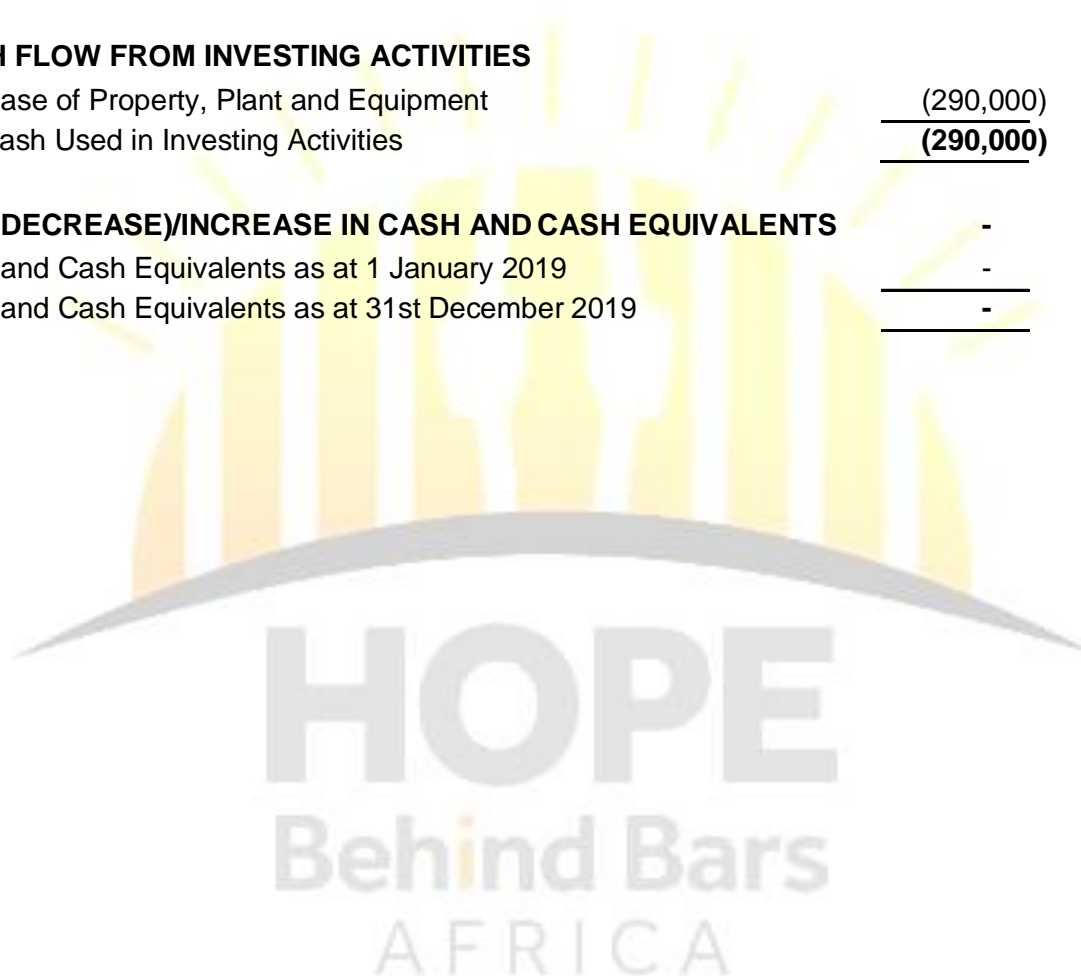 H FLOW FROM INVESTING ACTIVITIES
ase of Property, Plant and Equipment (290,000)
ash Used in Investing Activities (290,000)
DECREASE)/INCREASE IN CASH AND CASH EQUIVALENTS -
and Cash Equivalents as at 1 January 2019 -
and Cash Equivalents as at 31st December 2019 -
HOPE
Behind Bars
AFRICA